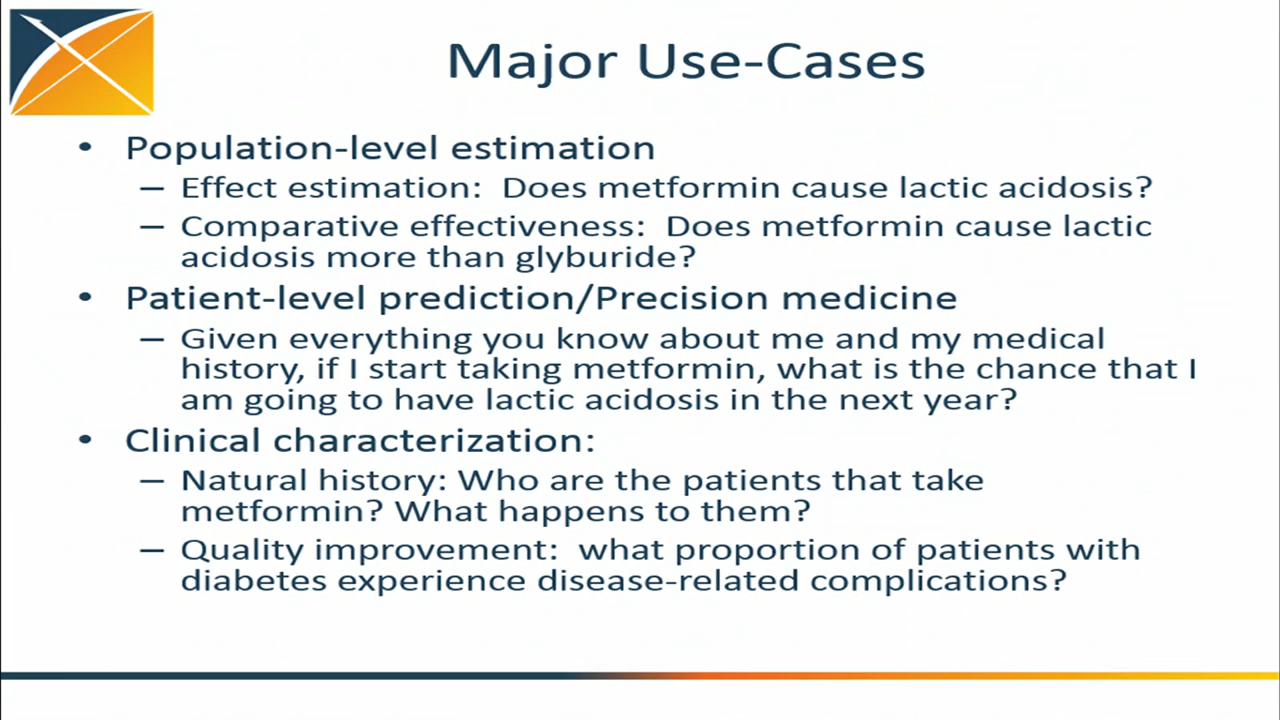 Major Use-Cases
• Population-level estimation
– Effect estimation: Does metformin cause lactic acidosis?
– Comparative effectiveness: Does metformin cause lactic
acidosis more than glyburide?
• Patient-level prediction/Precision medicine
– Given everything you know about me and my medical
history, if I start taking metformin, what is the chance that I
am going to have lactic acidosis in the next year?
• Clinical characterization:
– Natural history: Who are the patients that take
metformin? What happens to them?
– Quality improvement: what proportion of patients with
diabetes experience disease-related complications?